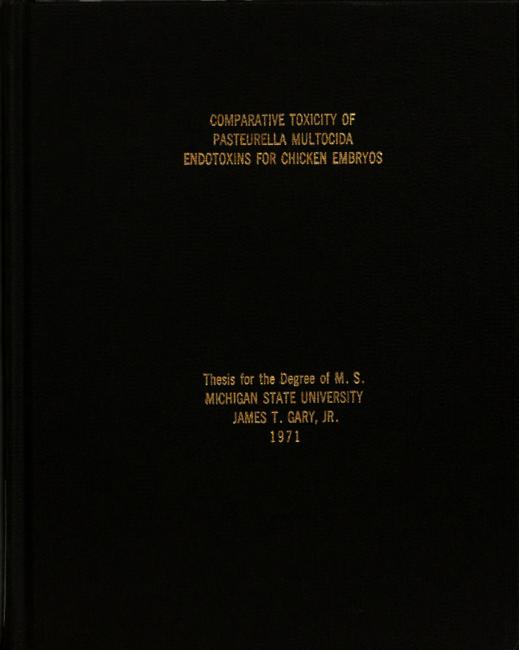 COMPARATIVE TOXICITY OF
PASTEURELLA MULTOCIDA
ENDOTOXINS FOR CHICKEN EMBRYOS
Thesis for the Degree of M. S.
MICHIGAN STATE UNIVERSITY
JAMES T. GARY, JR.
1971